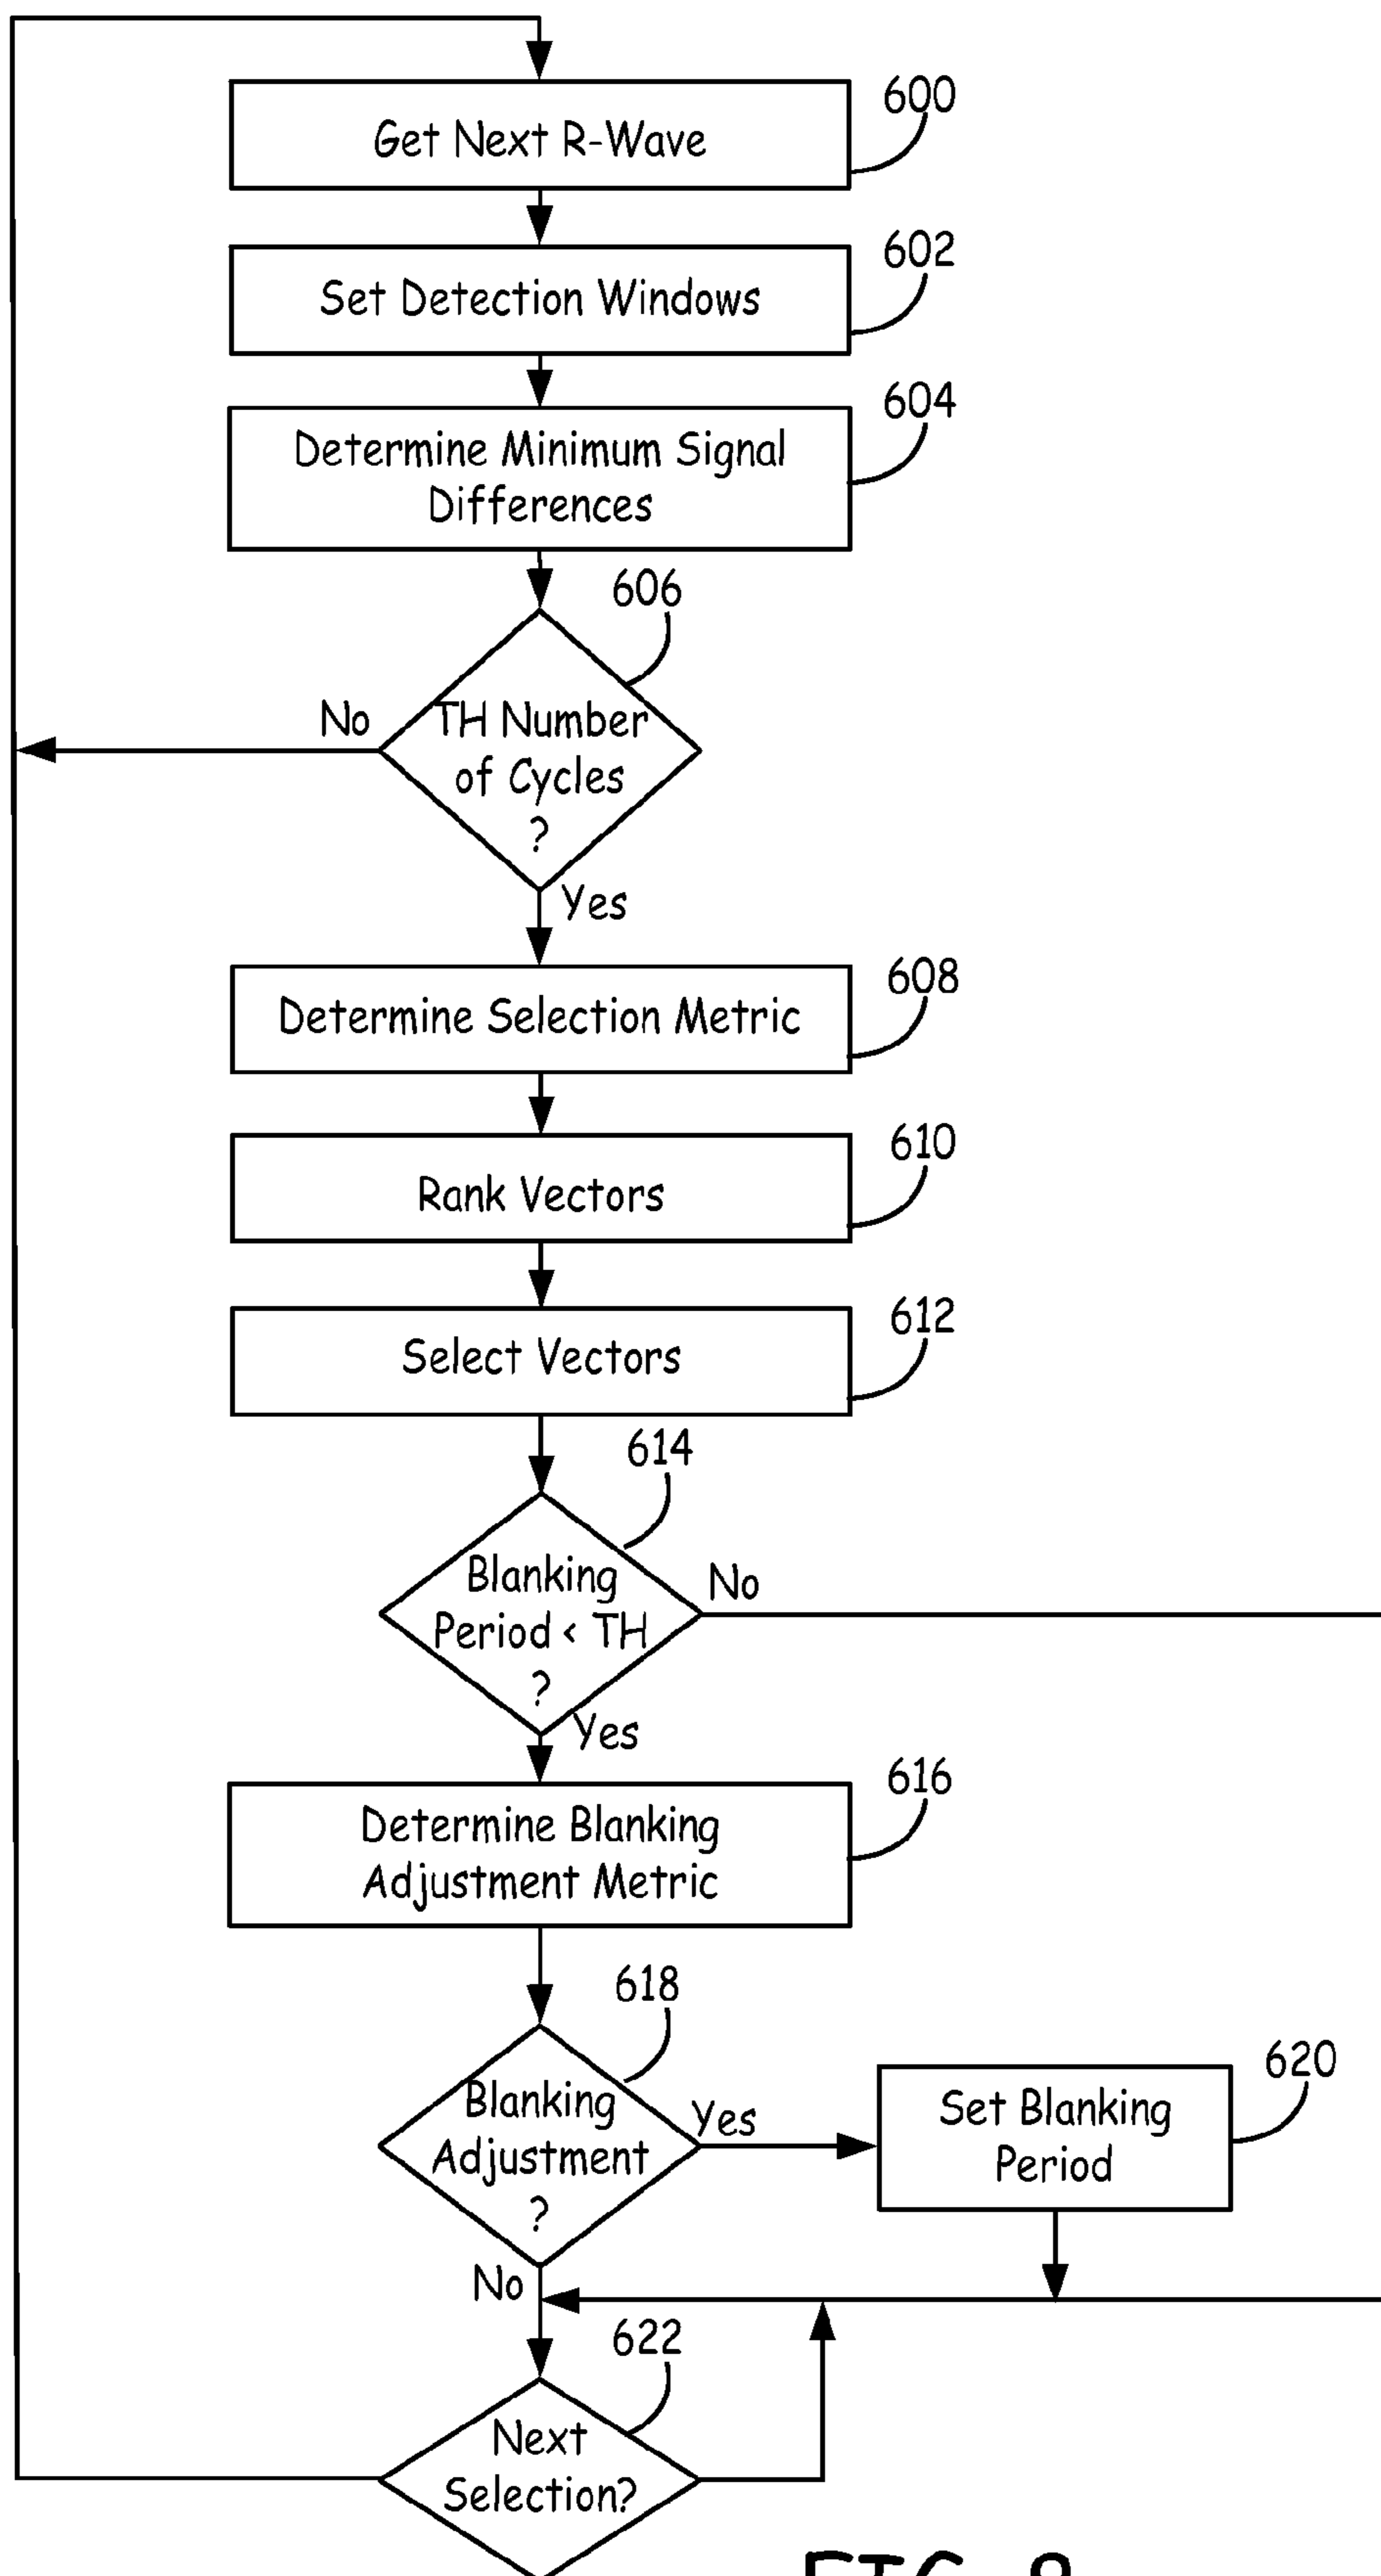 600
Get Next R-Wave
602
Set Detection Windows
604
Determine Minimum Signal
Differences
606
No
TH Number
of Cycles
?
Yes
608
Determine Selection Metric
610
Rank Vectors
612
Select Vectors
614
Blanking
Period < TH
?
No
Yes
616
Determine Blanking
Adjustment Metric
618
Blanking
Adjustment
?
Yes
620
Set Blanking
Period
No
622
Next
Selection?